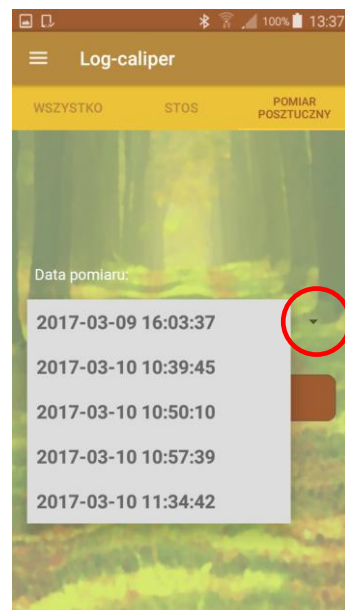 100% 13:37
Log-caliper
WSZYSTKO STOS POMIAR
POSZTUCZNY
Data pomiaru:
2017-03-09 16:03:37
2017-03-10 10:39:45
2017-03-10 10:50:10
2017-03-10 10:57:39
2017-03-10 11:34:42